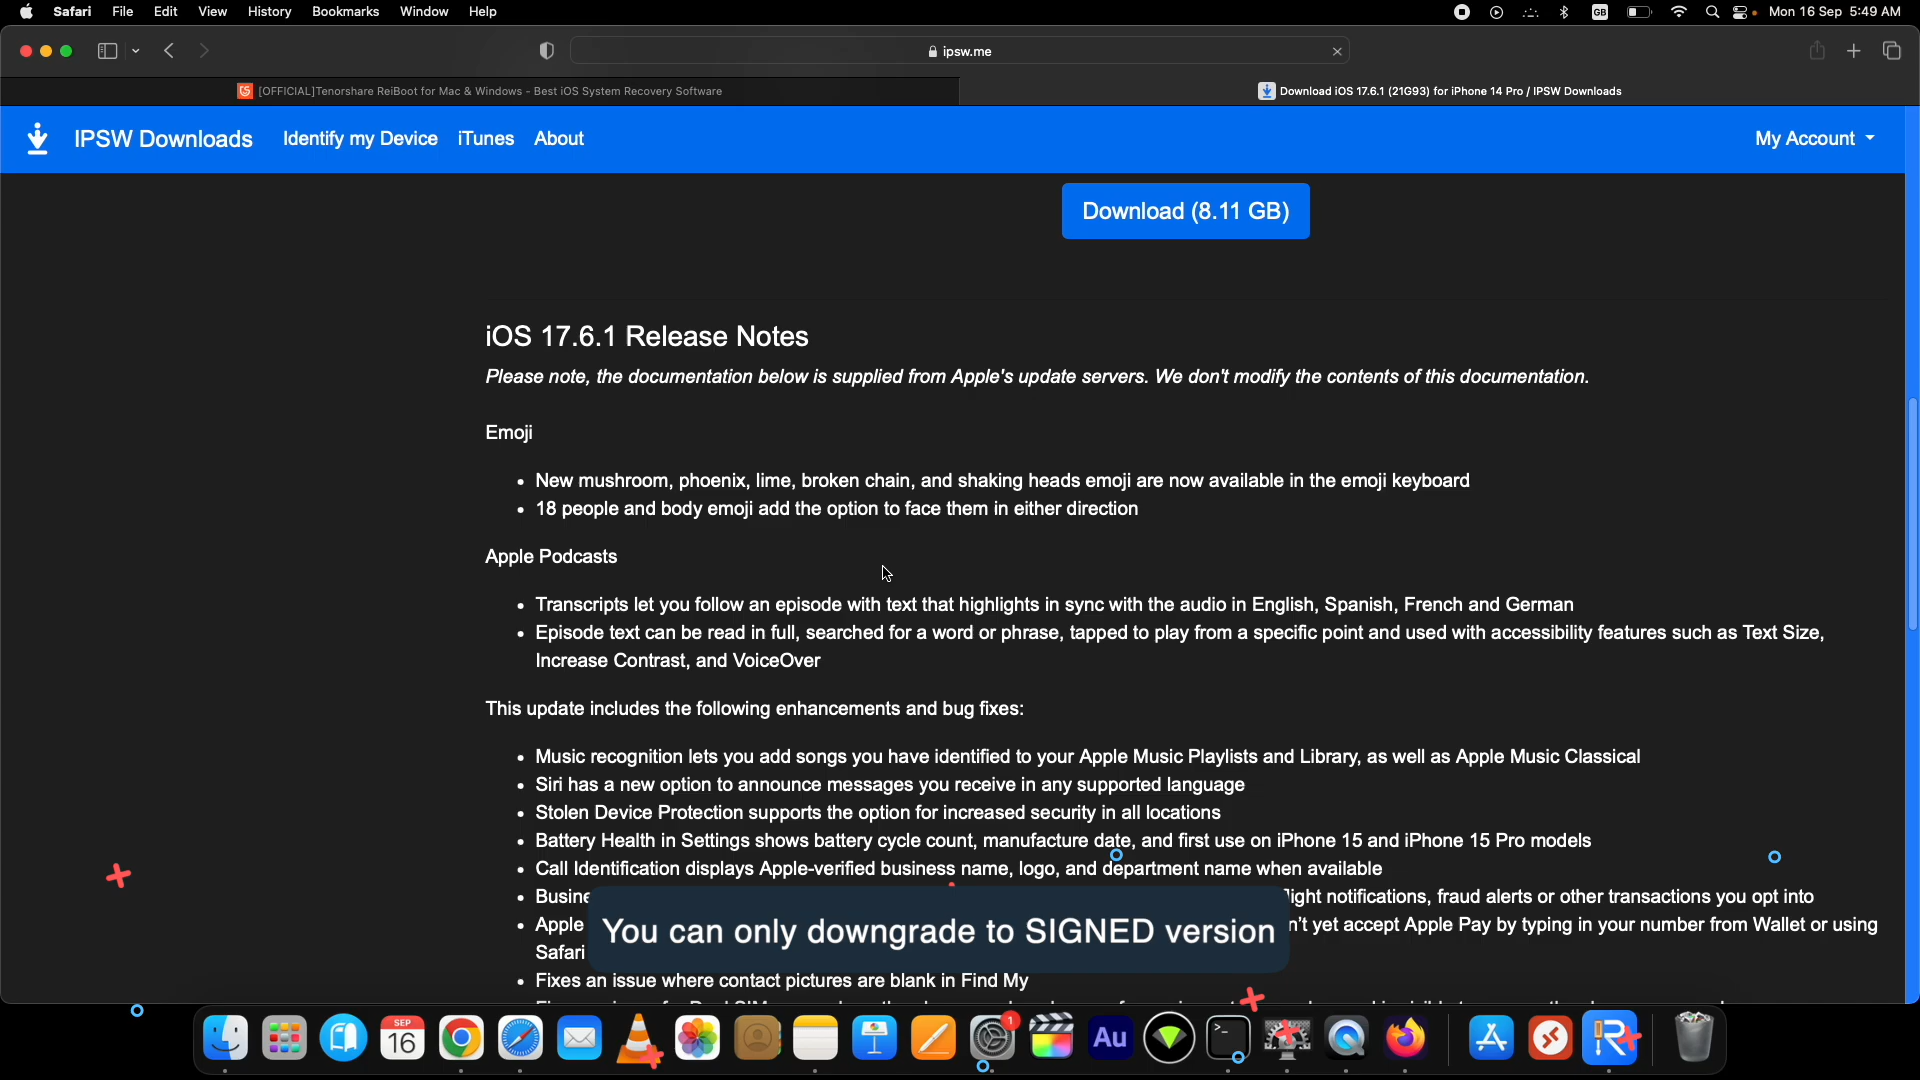 Safari File Edit View History Bookmarks Window Help GB Mon 16 Sep 5:49 AM
ipsw.me
[OFFICIAL]Tenorshare ReiBoot for Mac & Windows - Best iOS System Recovery Software
Download iOS 17.6.1 (21G93) for iPhone 14 Pro / IPSW Downloads
IPSW Downloads Identify my Device iTunes About My Account
Download (8.11 GB)
iOS 17.6.1 Release Notes
Please note, the documentation below is supplied from Apple's update servers. We don't modify the contents of this documentation.
Emoji
• New mushroom, phoenix, lime, broken chain, and shaking heads emoji are now available in the emoji keyboard
• 18 people and body emoji add the option to face them in either direction
Apple Podcasts
• Transcripts let you follow an episode with text that highlights in sync with the audio in English, Spanish, French and German
• Episode text can be read in full, searched for a word or phrase, tapped to play from a specific point and used with accessibility features such as Text Size,
Increase Contrast, and VoiceOver
This update includes the following enhancements and bug fixes:
• Music recognition lets you add songs you have identified to your Apple Music Playlists and Library, as well as Apple Music Classical
• Siri has a new option to announce messages you receive in any supported language
• Stolen Device Protection supports the option for increased security in all locations
• Battery Health in Settings shows battery cycle count, manufacture date, and first use on iPhone 15 and iPhone 15 Pro models
• Call Identification displays Apple-verified business name, logo, and department name when available
• Busine light notifications, fraud alerts or other transactions you opt into
• Apple n't yet accept Apple Pay by typing in your number from Wallet or using
Safari
You can only downgrade to SIGNED version
• Fixes an issue where contact pictures are blank in Find My
SEP
16
1
Au